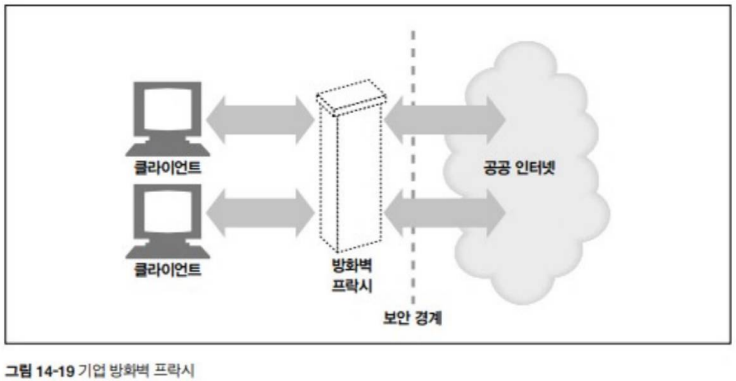 클라이언트
공공 인터넷
클라이언트
방화벽
프락시
보안 경계
그림 14-19 기업 방화벽 프락시